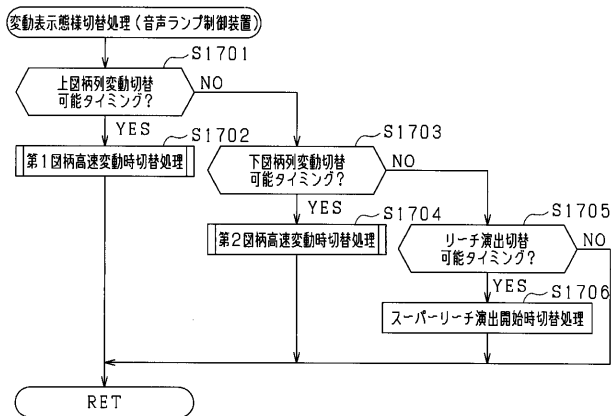 変動表示態様切替処理(音声ランプ制御装置)
S1701
上図柄列変動切替
可能タイミング?
NO
YES
S1702
第1図柄高速変動時切替処理
S1703
下図柄列変動切替
可能タイミング?
NO
YES
S1704
第2図柄高速変動時切替処理
S1705
リーチ演出切替
可能タイミング?
NO
YES
S1706
スーパーリーチ演出開始時切替処理
RET